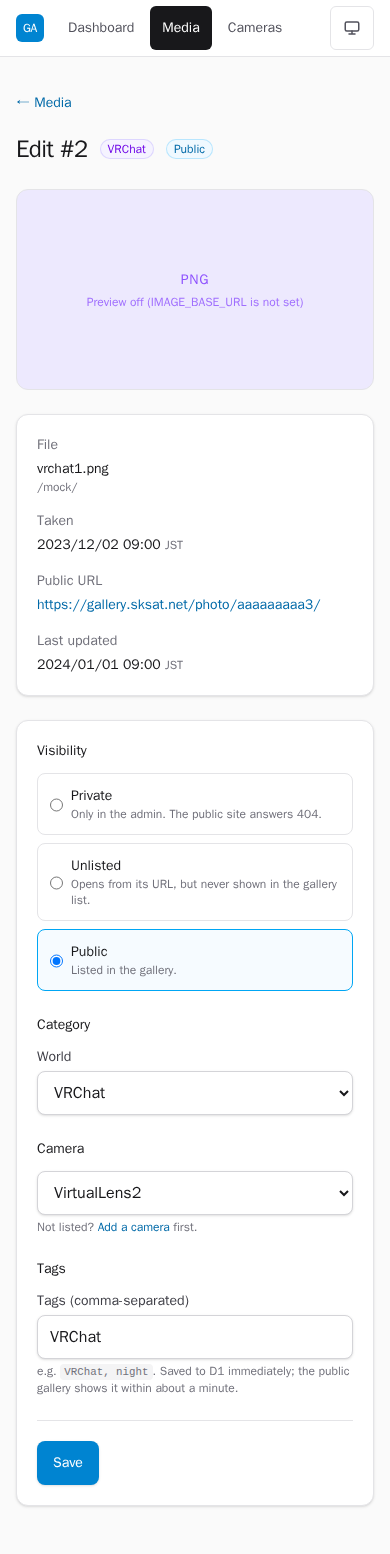 GA Dashboard Media Cameras
← Media
Edit #2 VRChat Public
PNG
Preview off (IMAGE_BASE_URL is not set)
File
vrchat1.png
/mock/
Taken
2023/12/02 09:00 JST
Public URL
https://gallery.sksat.net/photo/aaaaaaaaa3/
Last updated
2024/01/01 09:00 JST
Visibility
Private
Only in the admin. The public site answers 404.
Unlisted
Opens from its URL, but never shown in the gallery
list.
Public
Listed in the gallery.
Category
World
VRChat
Camera
VirtualLens2
Not listed? Add a camera first.
Tags
Tags (comma-separated)
VRChat
e.g. VRChat, night. Saved to D1 immediately; the public
gallery shows it within about a minute.
Save